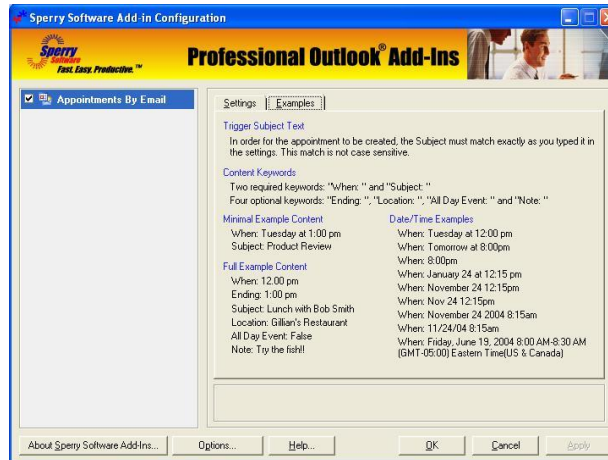 Sperry Software Add-in Configuration
Sperry
Software
Fast. Easy. Productive.™
Professional Outlook® Add-Ins
Appointments By Email
Settings
Examples
Trigger Subject Text
In order for the appointment to be created, the Subject must match exactly as you typed it in
the settings. This match is not case sensitive.
Content Keywords
Two required keywords: "When: " and "Subject: "
Four optional keywords: "Ending: ", "Location: ", "All Day Event: " and "Note: "
Minimal Example Content
When: Tuesday at 1:00 pm
Subject: Product Review
Full Example Content
When: 12.00 pm
Ending: 1:00 pm
Subject: Lunch with Bob Smith
Location: Gillian's Restaurant
All Day Event: False
Note: Try the fish!!
Date/Time Examples
When: Tuesday at 12:00 pm
When: Tomorrow at 8:00pm
When: 8:00pm
When: January 24 at 12:15 pm
When: November 24 12:15pm
When: Nov 24 12:15pm
When: November 24 2004 8:15am
When: 11/24/04 8:15am
When: Friday, June 19, 2004 8:00 AM-8:30 AM
(GMT-05:00) Eastern Time(US & Canada)
About Sperry Software Add-Ins...
Options...
Help...
OK
Cancel
Apply